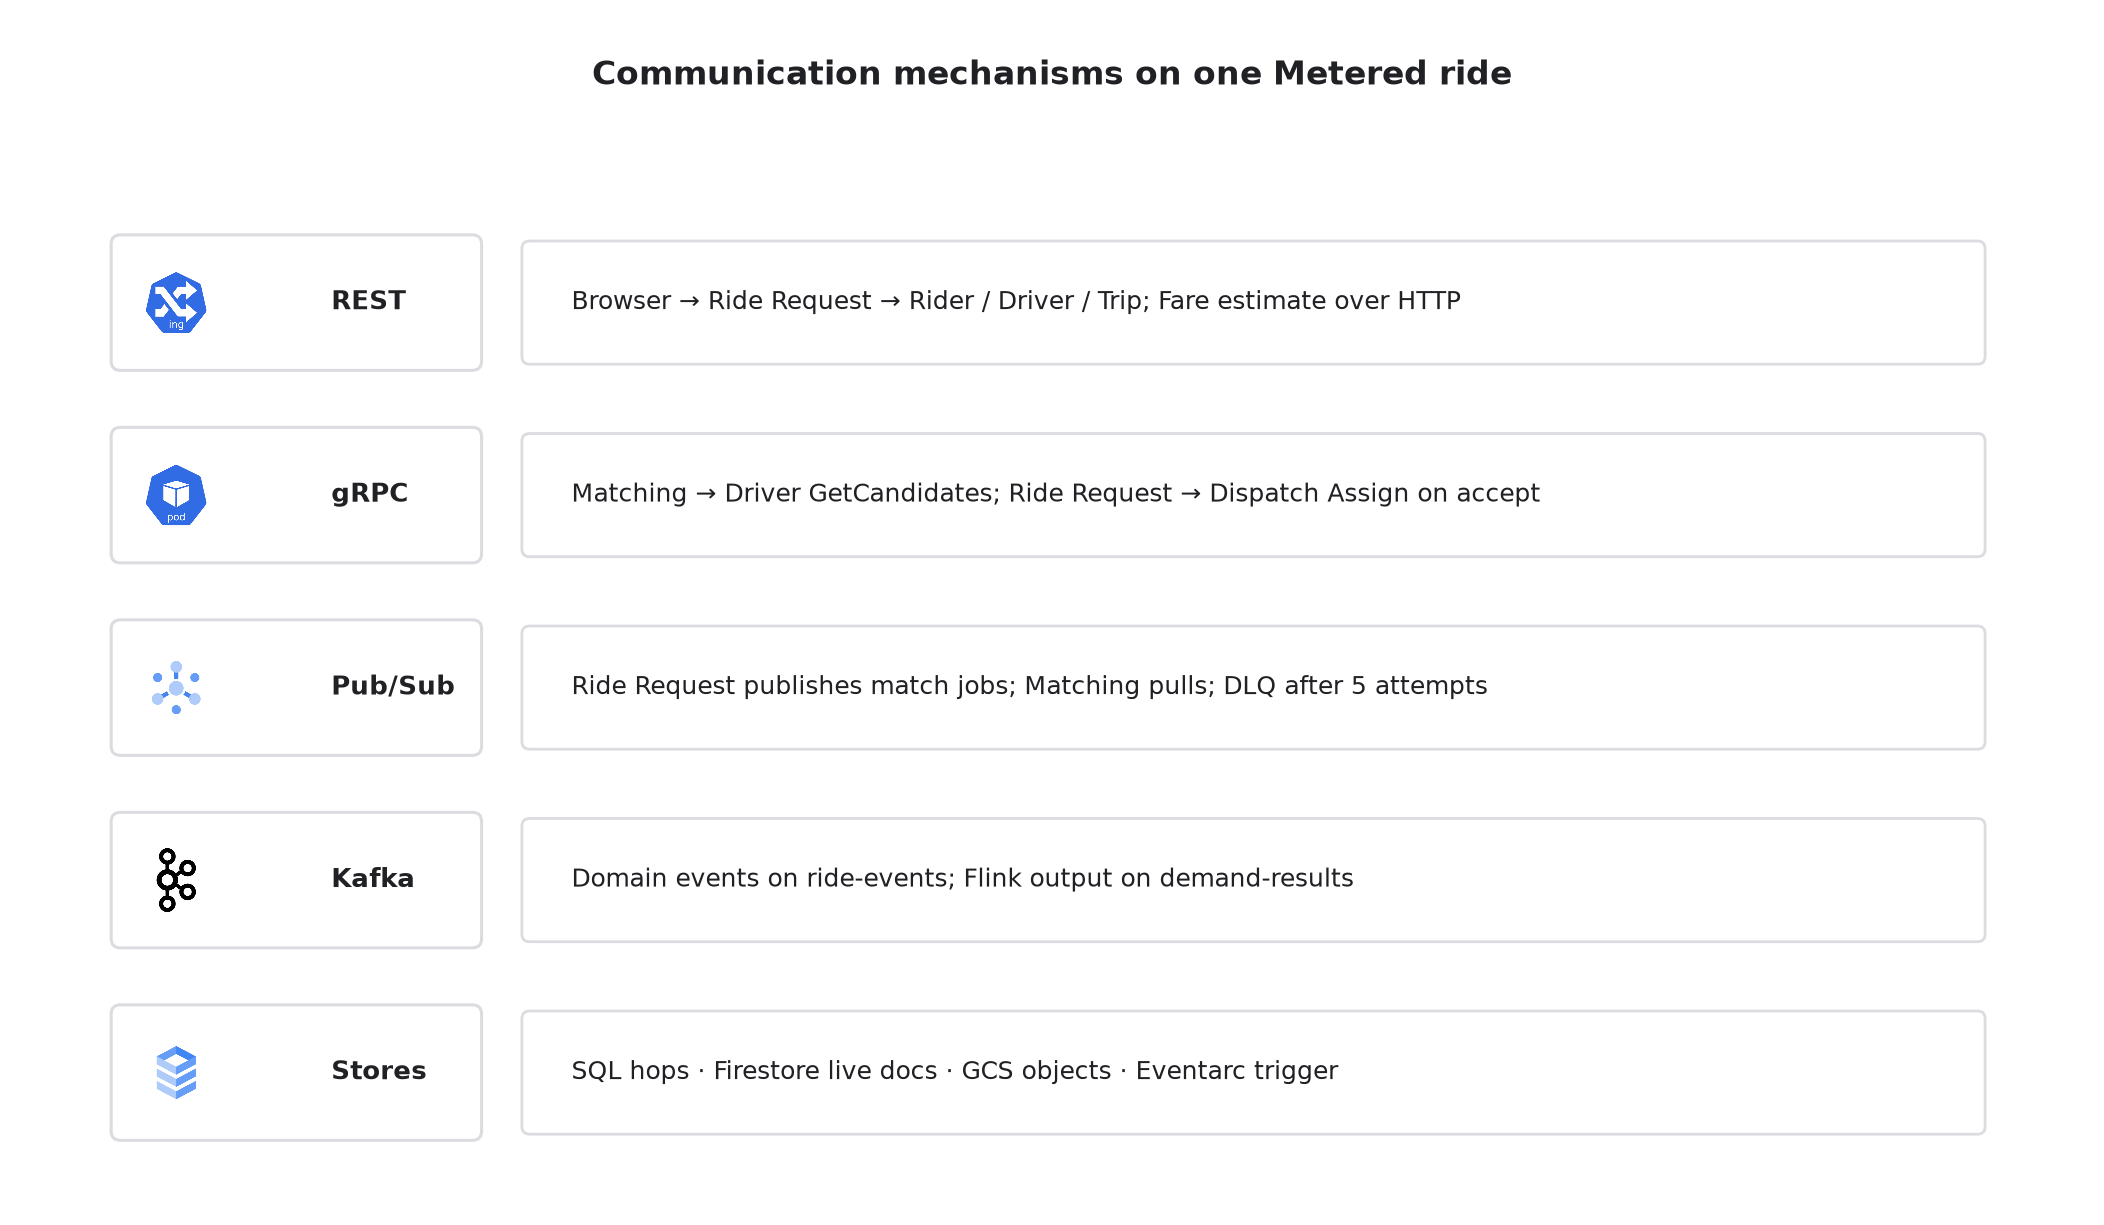 Communication mechanisms on one Metered ride
ing
REST
Browser → Ride Request → Rider / Driver / Trip; Fare estimate over HTTP
pod
gRPC
Matching → Driver GetCandidates; Ride Request → Dispatch Assign on accept
Pub/Sub
Ride Request publishes match jobs; Matching pulls; DLQ after 5 attempts
Kafka
Domain events on ride-events; Flink output on demand-results
Stores
SQL hops · Firestore live docs · GCS objects · Eventarc trigger